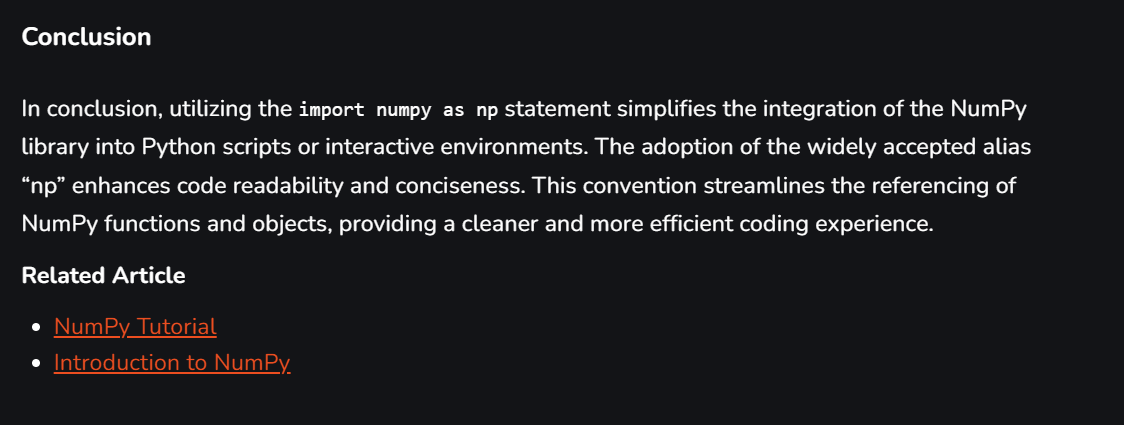 Conclusion
In conclusion, utilizing the import numpy as np statement simplifies the integration of the NumPy
library into Python scripts or interactive environments. The adoption of the widely accepted alias
“np” enhances code readability and conciseness. This convention streamlines the referencing of
NumPy functions and objects, providing a cleaner and more efficient coding experience.
Related Article
• NumPy Tutorial
• Introduction to NumPy